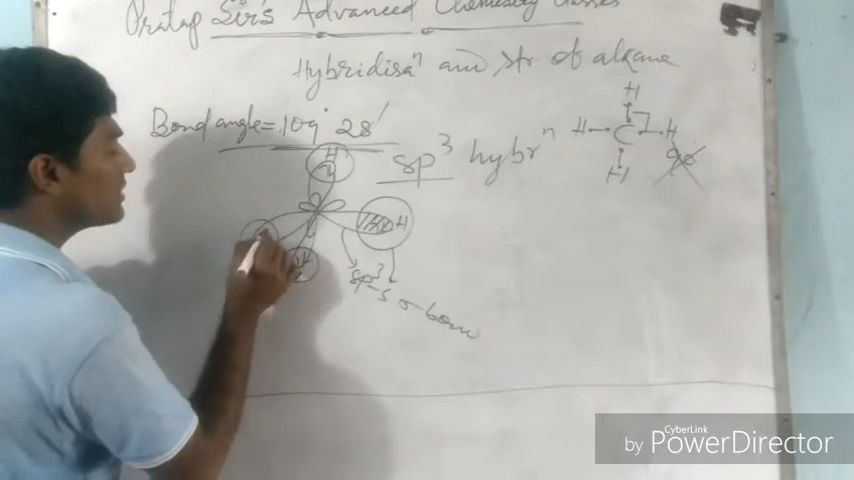 Pratap Sir's Advanced Chemistry Classes
Hybridisaⁿ and str of alkane
Bond angle = 109° 28'
sp³ hybrⁿ
H
H-C-H
H
90°
H
H
sp³-s σ-bond
by CyberLink PowerDirector